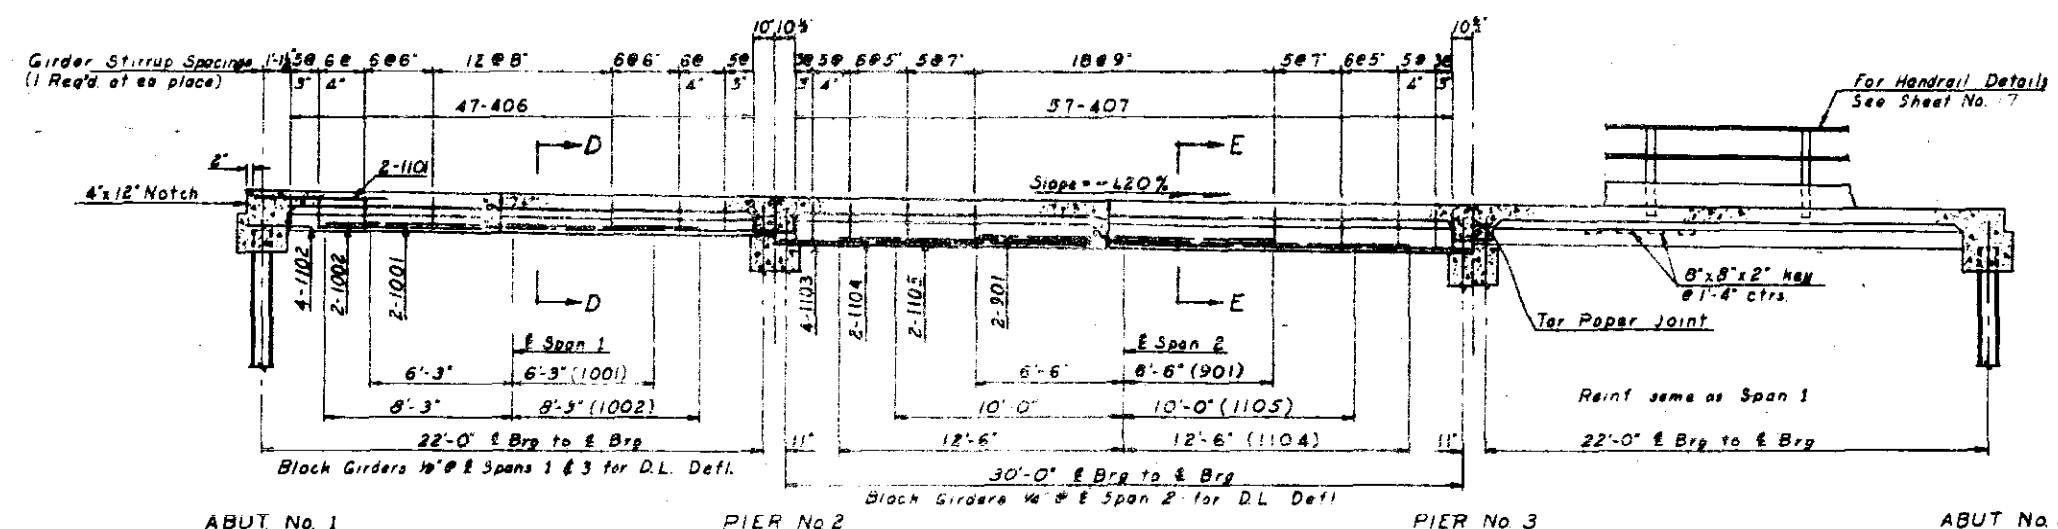 10" 10½" 10½"
Girder Stirrup Spacings 1'-1½" 5@ 6@ 6@6" 12@8" 6@6" 6@ 5@ 3@ 5@ 6@5" 5@7" 18@9" 5@7" 6@5" 5@ 3@
(1 Req'd. at ea place) 3" 4" 4" 3" 3" 4" 4" 3"
For Handrail Details
See Sheet No. 17
47-406 57-407
D E
2" 2-1101
4"x12" Notch
Slope = -.420%
4-1102 2-1002 2-1001 4-1103 2-1104 2-1105 2-901
8"x8"x2" key
@ 1'-4" ctrs.
D E
Tar Paper Joint
℄ Span 1 ℄ Span 2
6'-3" 6'-3" (1001) 6'-6" 6'-6" (901)
8'-3" 8'-3" (1002) 10'-0" 10'-0" (1105)
Reinf same as Span 1
22'-0" ℄ Brg to ℄ Brg 11" 12'-6" 12'-6" (1104) 11" 22'-0" ℄ Brg to ℄ Brg
Block Girders @ ℄ Spans 1 & 3 for D.L. Defl.
30'-0" ℄ Brg to ℄ Brg
Block Girders ¼" @ ℄ Span 2 for D.L. Defl
ABUT. No. 1 PIER No 2 PIER No. 3 ABUT No.